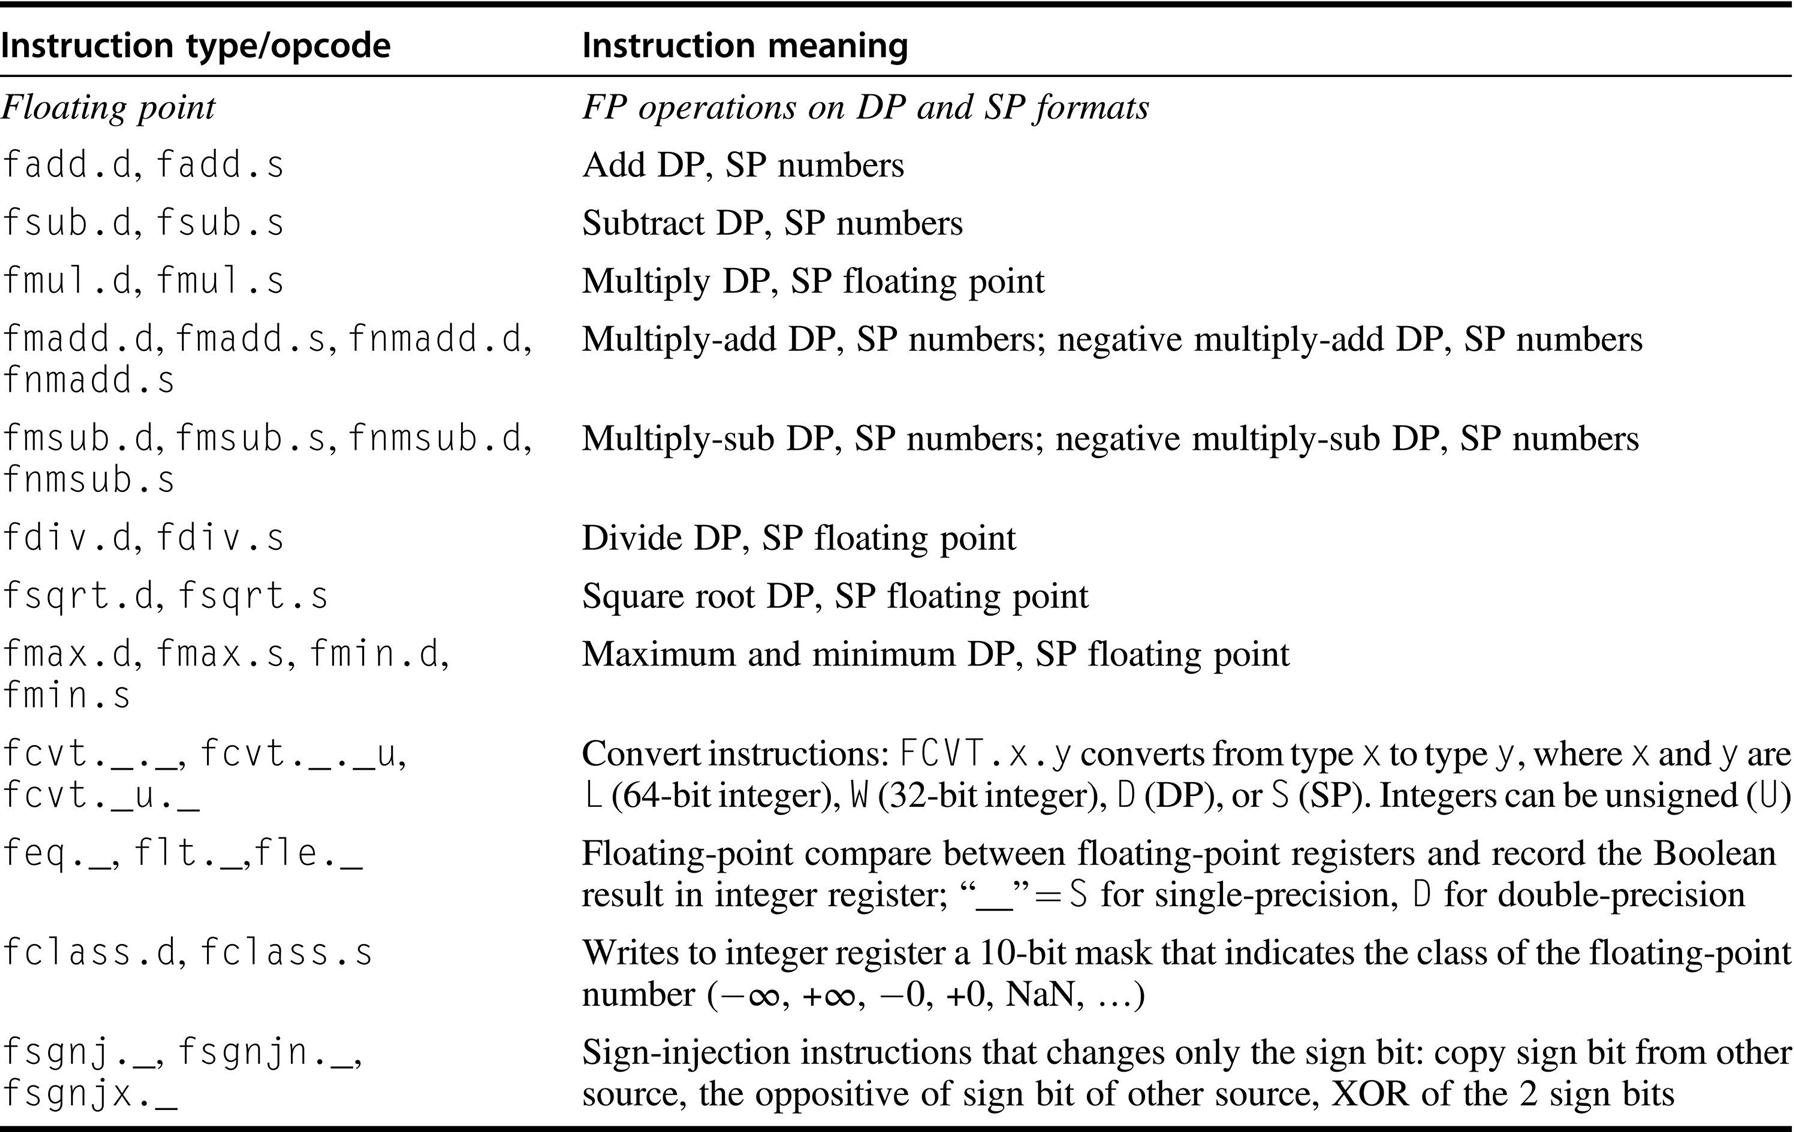 Instruction type/opcode Instruction meaning
Floating point FP operations on DP and SP formats
fadd.d, fadd.s Add DP, SP numbers
fsub.d, fsub.s Subtract DP, SP numbers
fmul.d, fmul.s Multiply DP, SP floating point
fmadd.d, fmadd.s, fnmadd.d, Multiply-add DP, SP numbers; negative multiply-add DP, SP numbers
fnmadd.s
fmsub.d, fmsub.s, fnmsub.d, Multiply-sub DP, SP numbers; negative multiply-sub DP, SP numbers
fnmsub.s
fdiv.d, fdiv.s Divide DP, SP floating point
fsqrt.d, fsqrt.s Square root DP, SP floating point
fmax.d, fmax.s, fmin.d, Maximum and minimum DP, SP floating point
fmin.s
fcvt._._, fcvt._._u, Convert instructions: FCVT.x.y converts from type x to type y, where x and y are
fcvt._u._ L (64-bit integer), W (32-bit integer), D (DP), or S (SP). Integers can be unsigned (U)
feq._, flt._,fle._ Floating-point compare between floating-point registers and record the Boolean
result in integer register; “__”=S for single-precision, D for double-precision
fclass.d, fclass.s Writes to integer register a 10-bit mask that indicates the class of the floating-point
number (−∞, +∞, −0, +0, NaN, …)
fsgnj._, fsgnjn._, Sign-injection instructions that changes only the sign bit: copy sign bit from other
fsgnjx._ source, the oppositive of sign bit of other source, XOR of the 2 sign bits